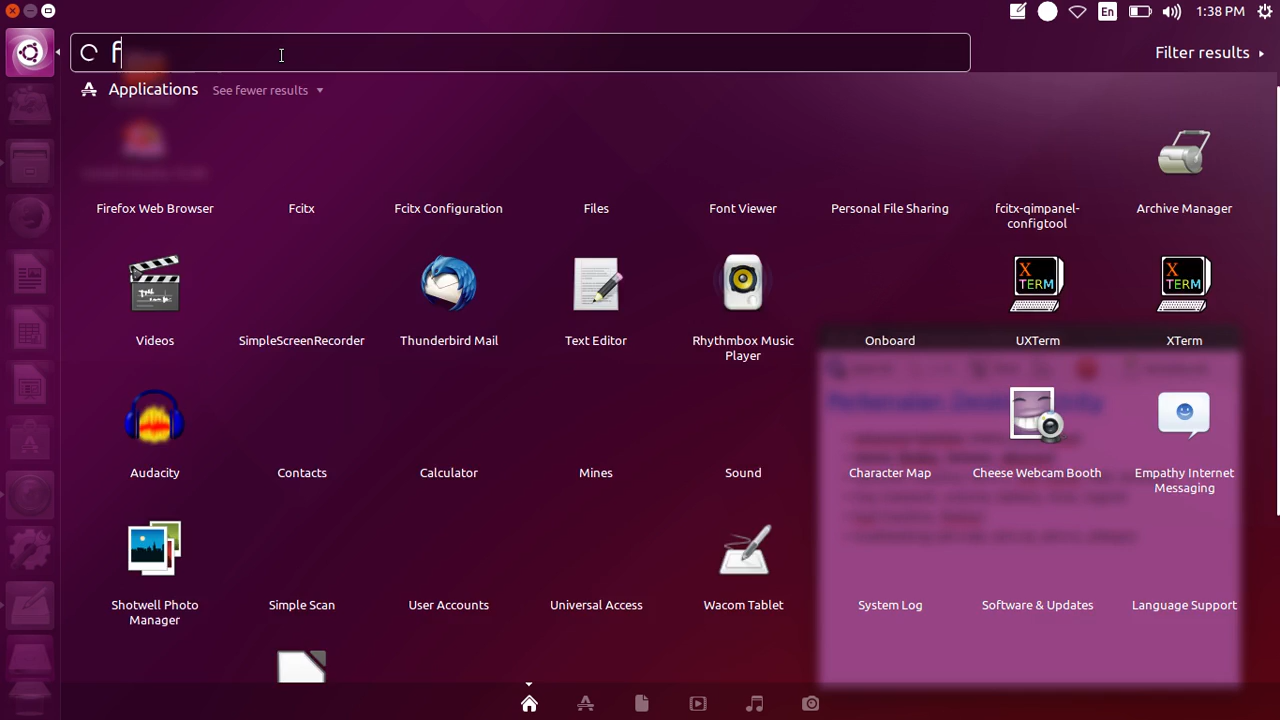 En
1:38 PM
f
Filter results
Applications
See fewer results
Firefox Web Browser
Fcitx
Fcitx Configuration
Files
Font Viewer
Personal File Sharing
fcitx-qimpanel-
configtool
Archive Manager
Videos
SimpleScreenRecorder
Thunderbird Mail
Text Editor
Rhythmbox Music
Player
Onboard
X
TERM
UXTerm
X
TERM
XTerm
Audacity
Contacts
Calculator
Mines
Sound
Character Map
Cheese Webcam Booth
Empathy Internet
Messaging
Shotwell Photo
Manager
Simple Scan
User Accounts
Universal Access
Wacom Tablet
System Log
Software & Updates
Language Support